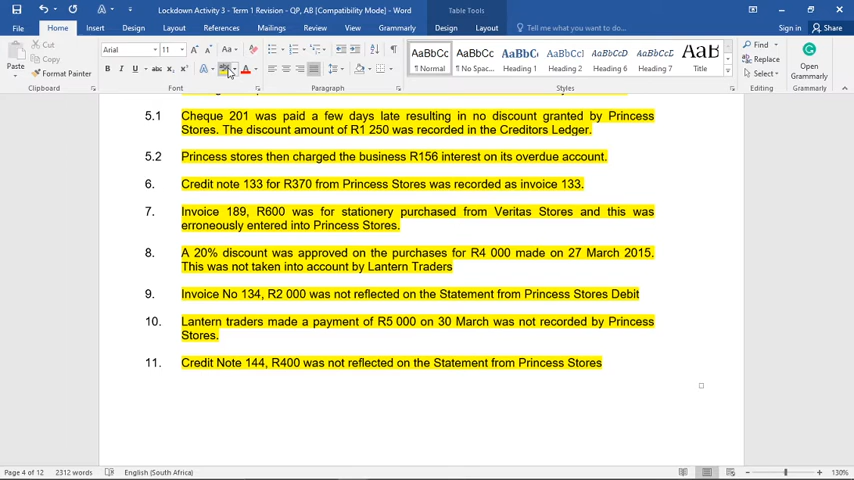 Lockdown Activity 3 - Term 1 Revision - QP, AB [Compatibility Mode] - Word
Table Tools
Sign in
Share
File
Home
Insert
Design
Layout
References
Mailings
Review
View
Grammarly
Design
Layout
Tell me what you want to do...
Paste
Cut
Copy
Format Painter
Clipboard
Arial
11
Font
Paragraph
AaBbCc
¶ Normal
AaBbCc
¶ No Spac...
AaBbCc
Heading 1
AaBbCc
Heading 2
AaBbCcD
Heading 6
AaBbCcD
Heading 7
AaB
Title
Styles
Find
Replace
Select
Editing
Open
Grammarly
Grammarly
5.1 Cheque 201 was paid a few days late resulting in no discount granted by Princess
Stores. The discount amount of R1 250 was recorded in the Creditors Ledger.
5.2 Princess stores then charged the business R156 interest on its overdue account.
6. Credit note 133 for R370 from Princess Stores was recorded as invoice 133.
7. Invoice 189, R600 was for stationery purchased from Veritas Stores and this was
erroneously entered into Princess Stores.
8. A 20% discount was approved on the purchases for R4 000 made on 27 March 2015.
This was not taken into account by Lantern Traders
9. Invoice No 134, R2 000 was not reflected on the Statement from Princess Stores Debit
10. Lantern traders made a payment of R5 000 on 30 March was not recorded by Princess
Stores.
11. Credit Note 144, R400 was not reflected on the Statement from Princess Stores
Page 4 of 12
2312 words
English (South Africa)
130%